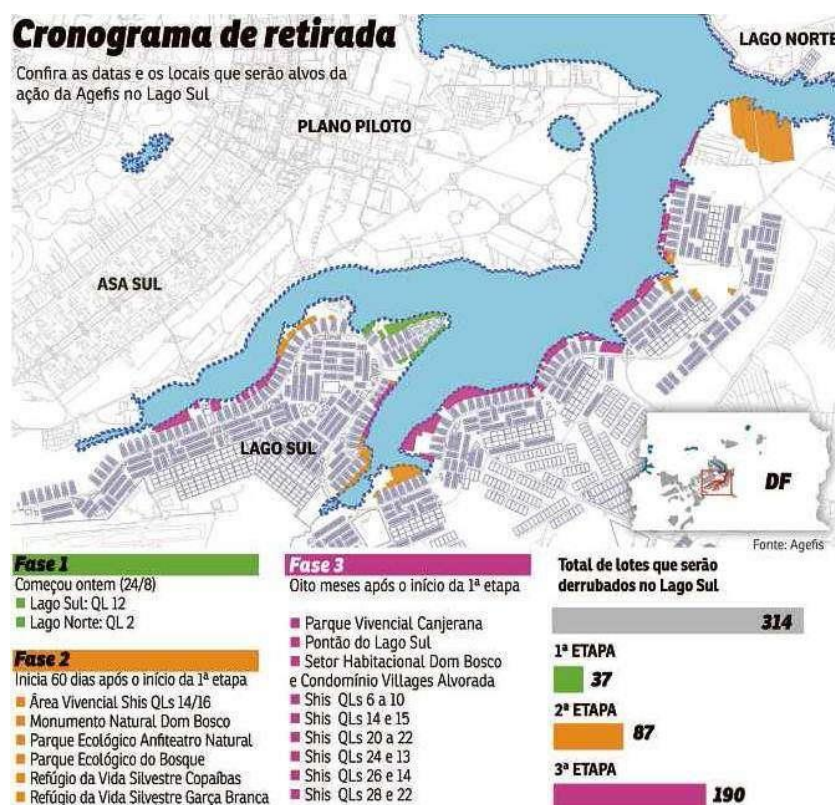 Cronograma de retirada
Confira as datas e os locais que serão alvos da
ação da Agefis no Lago Sul
LAGO NORTE
PLANO PILOTO
ASA SUL
LAGO SUL
DF
Fonte: Agefis
Fase 1
Começou ontem (24/8)
Lago Sul: QL 12
Lago Norte: QL 2
Fase 2
Inicia 60 dias após o início da 1ª etapa
Área Vivencial Shis QLs 14/16
Monumento Natural Dom Bosco
Parque Ecológico Anfiteatro Natural
Parque Ecológico do Bosque
Refúgio da Vida Silvestre Copaíbas
Refúgio da Vida Silvestre Garça Branca
Fase 3
Oito meses após o início da 1ª etapa
Parque Vivencial Canjerana
Pontão do Lago Sul
Setor Habitacional Dom Bosco
e Condomínio Villages Alvorada
Shis QLs 6 a 10
Shis QLs 14 e 15
Shis QLs 20 a 22
Shis QLs 24 e 13
Shis QLs 26 e 14
Shis QLs 28 e 22
Total de lotes que serão
derrubados no Lago Sul
314
1ª ETAPA
37
2ª ETAPA
87
3ª ETAPA
190